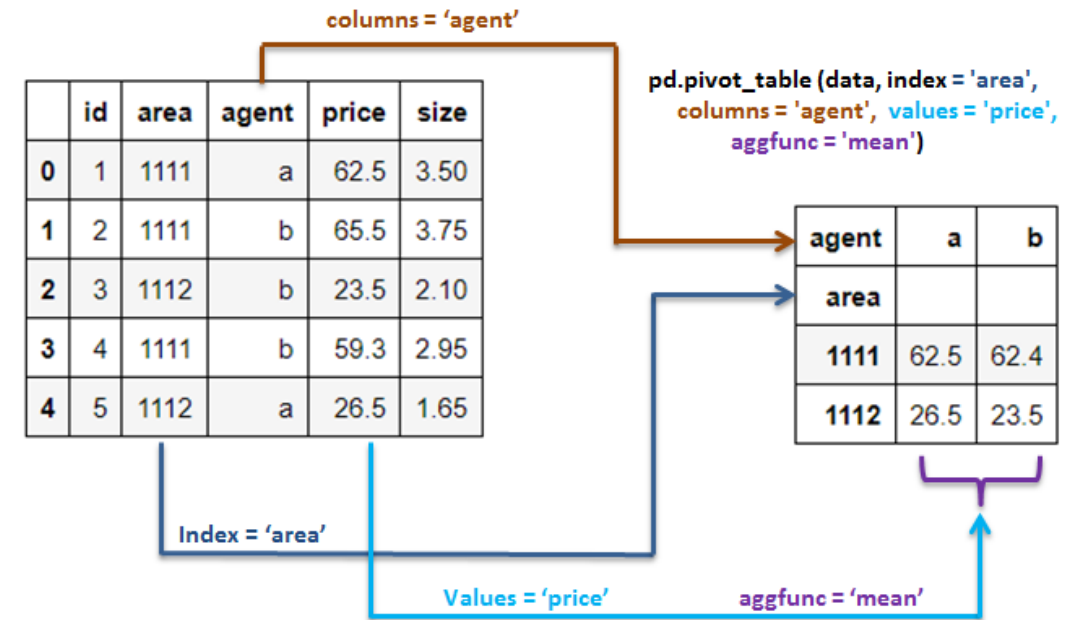 columns = ‘agent’
pd.pivot_table (data, index = 'area',
columns = 'agent', values = 'price',
aggfunc = 'mean')
id area agent price size
0 1 1111 a 62.5 3.50
1 2 1111 b 65.5 3.75
2 3 1112 b 23.5 2.10
3 4 1111 b 59.3 2.95
4 5 1112 a 26.5 1.65
agent a b
area
1111 62.5 62.4
1112 26.5 23.5
Index = ‘area’
Values = ‘price’ aggfunc = ‘mean’